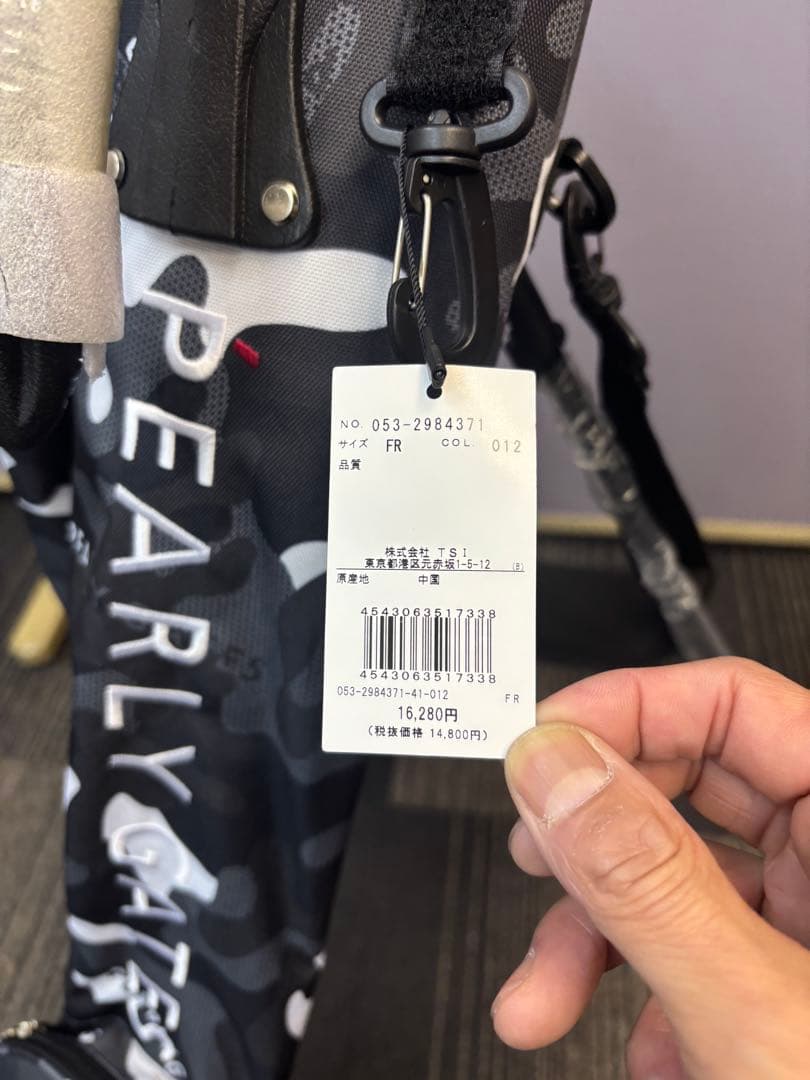 PEARLY GATES
NO. 053-2984371
サイズ FR COL. 012
品質
株式会社 TSI
東京都港区元赤坂1-5-12 (B)
原産地 中国
4543063517338
4543063517338
053-2984371-41-012 FR
16,280円
(税抜価格 14,800円)